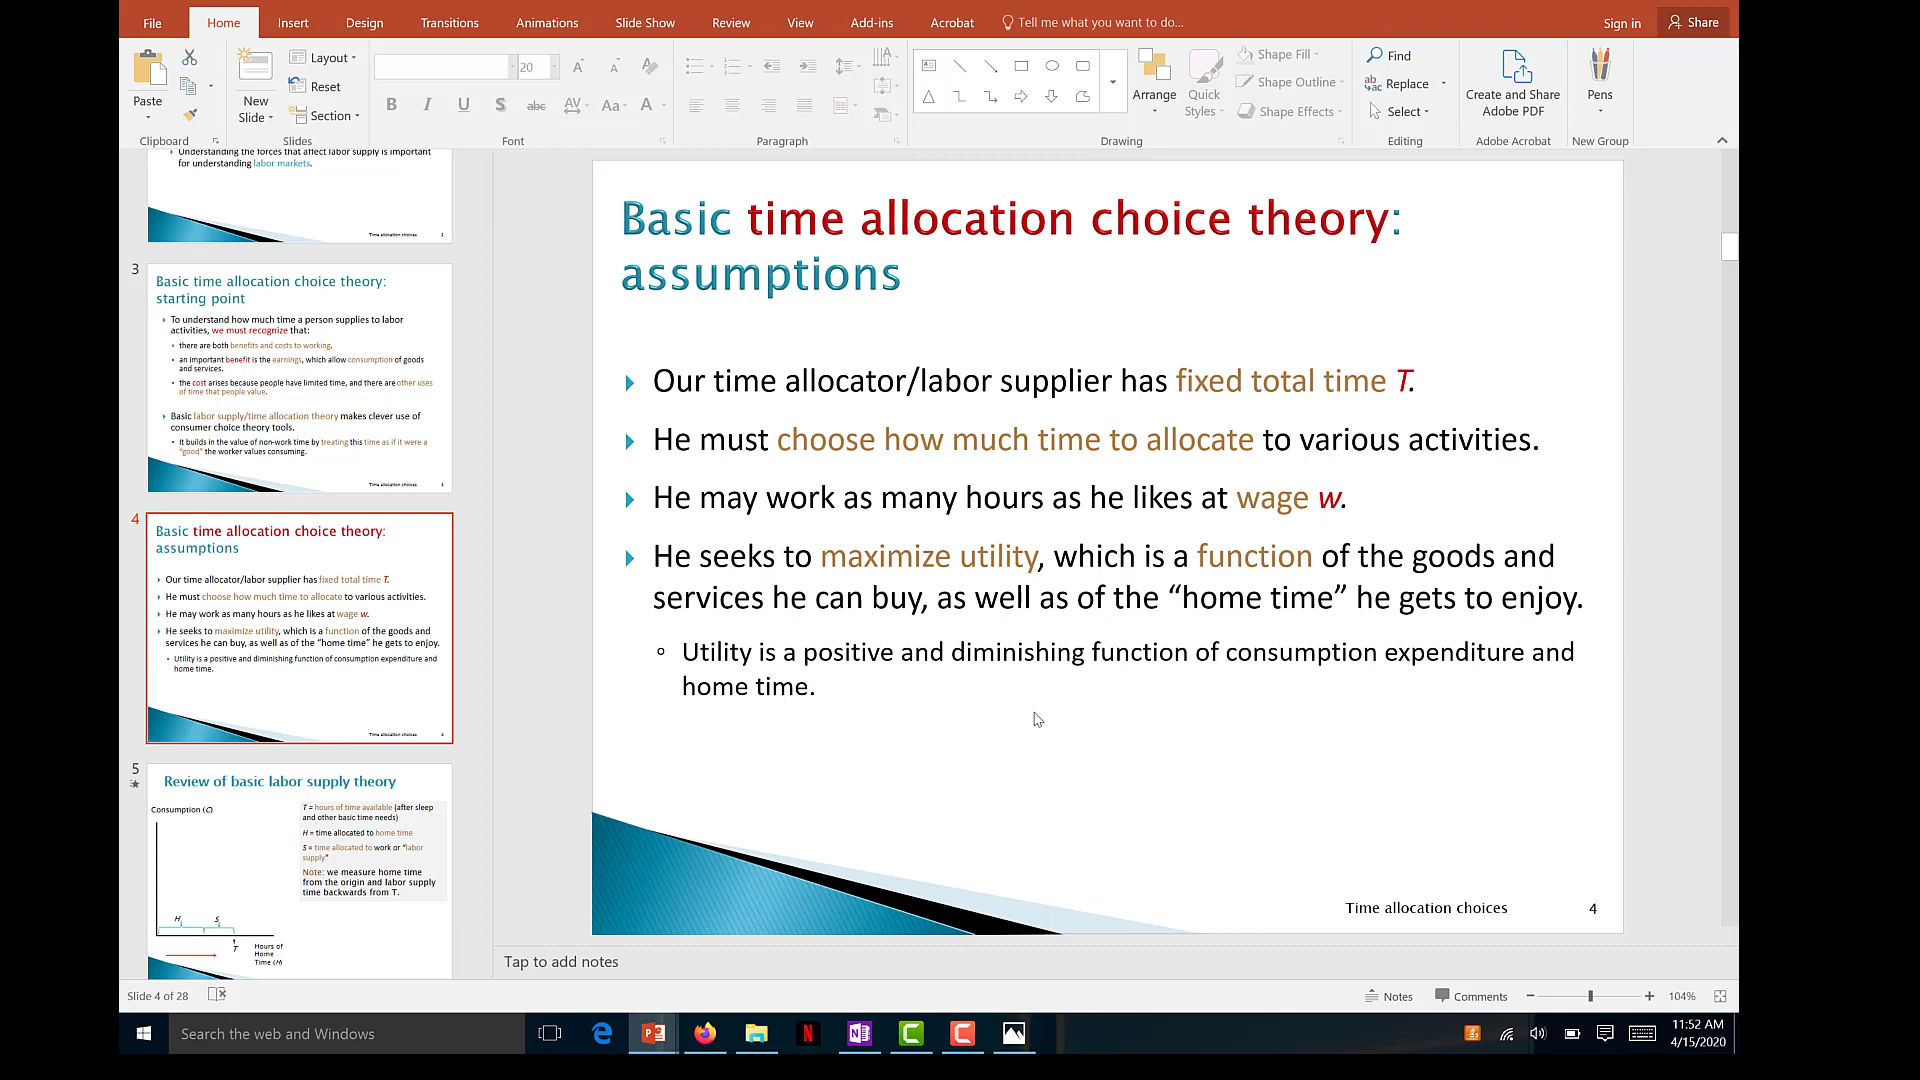 File Home Insert Design Transitions Animations Slide Show Review View Add-ins Acrobat Tell me what you want to do... Sign in Share
Paste
Clipboard
New
Slide
Layout
Reset
Section
Slides
20
Font
Paragraph
Arrange
Quick
Styles
Shape Fill
Shape Outline
Shape Effects
Drawing
Find
Replace
Select
Editing
Create and Share
Adobe PDF
Adobe Acrobat
Pens
New Group
Understanding the forces that affect labor supply is important
for understanding labor markets.
Time allocation choices 2
3
Basic time allocation choice theory:
starting point
To understand how much time a person supplies to labor
activities, we must recognize that:
there are both benefits and costs to working.
an important benefit is the earnings, which allow consumption of goods
and services.
the cost arises because people have limited time, and there are other uses
of time that people value.
Basic labor supply/time allocation theory makes clever use of
consumer choice theory tools.
It builds in the value of non-work time by treating this time as if it were a
“good” the worker values consuming.
Time allocation choices 3
4
Basic time allocation choice theory:
assumptions
Our time allocator/labor supplier has fixed total time T.
He must choose how much time to allocate to various activities.
He may work as many hours as he likes at wage w.
He seeks to maximize utility, which is a function of the goods and
services he can buy, as well as of the “home time” he gets to enjoy.
Utility is a positive and diminishing function of consumption expenditure and
home time.
Time allocation choices 4
5
Review of basic labor supply theory
Consumption (C)
T = hours of time available (after sleep
and other basic time needs)
H = time allocated to home time
S = time allocated to work or “labor
supply”
Note: we measure home time
from the origin and labor supply
time backwards from T.
H S
T
Hours of
Home
Time (H)
Basic time allocation choice theory:
assumptions
Our time allocator/labor supplier has fixed total time T.
He must choose how much time to allocate to various activities.
He may work as many hours as he likes at wage w.
He seeks to maximize utility, which is a function of the goods and
services he can buy, as well as of the “home time” he gets to enjoy.
Utility is a positive and diminishing function of consumption expenditure and
home time.
Time allocation choices 4
Tap to add notes
Slide 4 of 28 Notes Comments 104%
Search the web and Windows
11:52 AM
4/15/2020